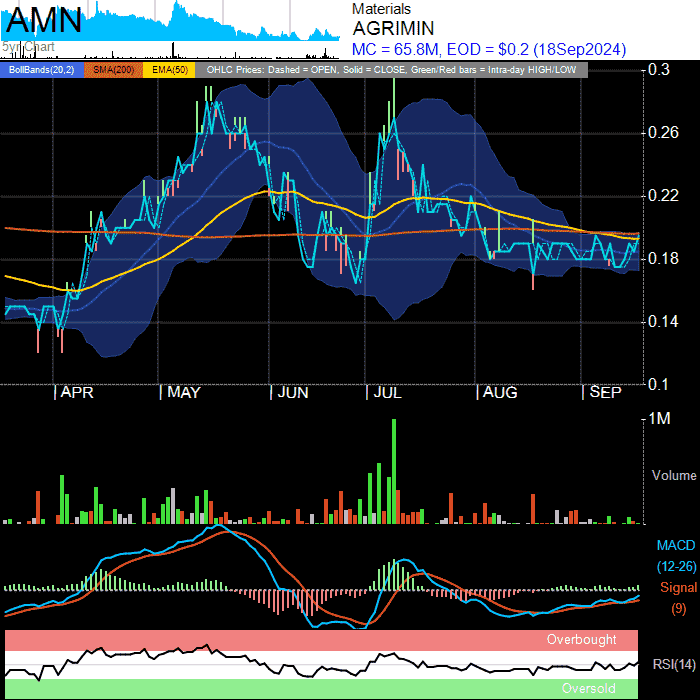 AMN
5yr Chart
Materials
AGRIMIN
MC = 65.8M, EOD = $0.2 (18Sep2024)
BollBands(20,2) SMA(200) EMA(50) OHLC Prices: Dashed = OPEN, Solid = CLOSE, Green/Red bars = Intra-day HIGH/LOW
0.3
0.26
0.22
0.18
0.14
0.1
APR MAY JUN JUL AUG SEP
1M
Volume
MACD
(12-26)
Signal
(9)
Overbought
RSI(14)
Oversold